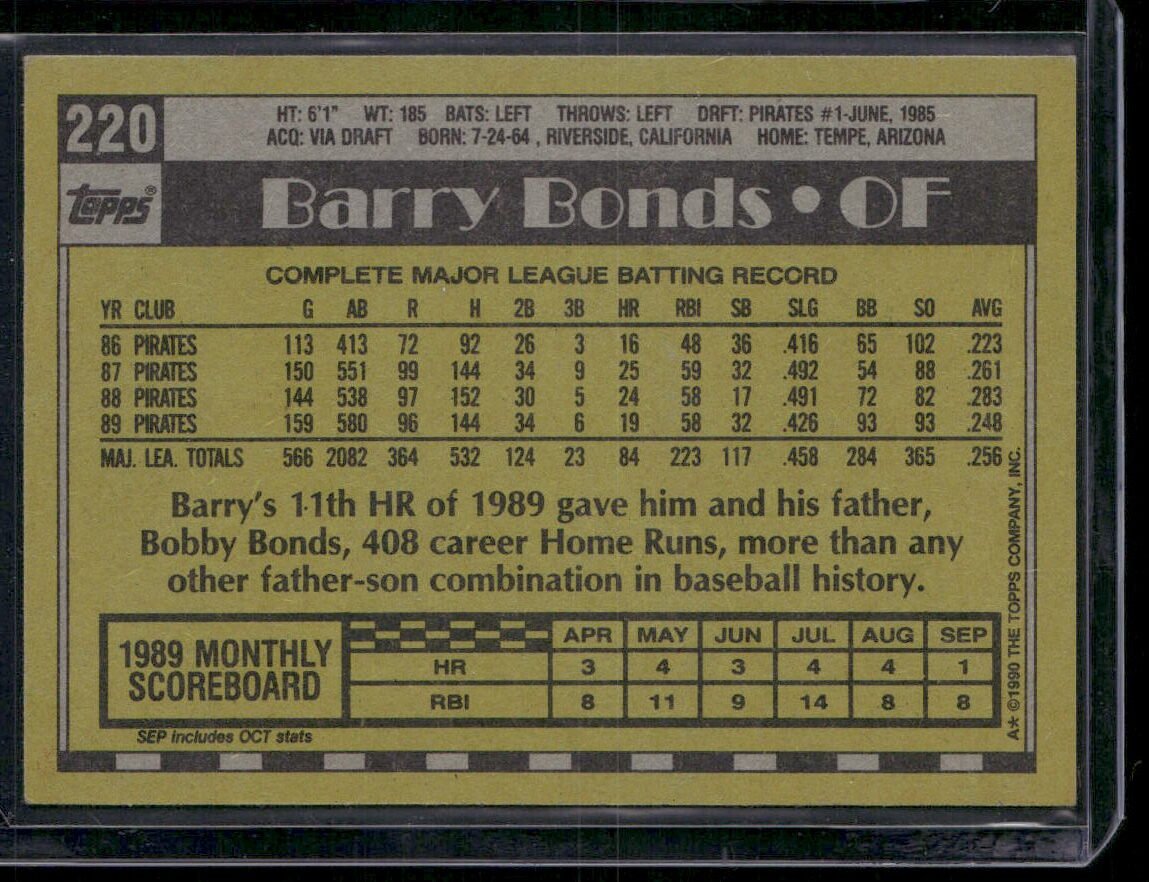 220
HT: 6'1" WT: 185 BATS: LEFT THROWS: LEFT DRFT: PIRATES #1-JUNE, 1985
ACQ: VIA DRAFT BORN: 7-24-64 , RIVERSIDE, CALIFORNIA HOME: TEMPE, ARIZONA
Topps®
Barry Bonds • OF
COMPLETE MAJOR LEAGUE BATTING RECORD
YR CLUB G AB R H 2B 3B HR RBI SB SLG BB SO AVG
86 PIRATES 113 413 72 92 26 3 16 48 36 .416 65 102 .223
87 PIRATES 150 551 99 144 34 9 25 59 32 .492 54 88 .261
88 PIRATES 144 538 97 152 30 5 24 58 17 .491 72 82 .283
89 PIRATES 159 580 96 144 34 6 19 58 32 .426 93 93 .248
MAJ. LEA. TOTALS 566 2082 364 532 124 23 84 223 117 .458 284 365 .256
Barry's 11th HR of 1989 gave him and his father,
Bobby Bonds, 408 career Home Runs, more than any
other father-son combination in baseball history.
1989 MONTHLY
SCOREBOARD
APR MAY JUN JUL AUG SEP
HR 3 4 3 4 4 1
RBI 8 11 9 14 8 8
SEP includes OCT stats
A* ©1990 THE TOPPS COMPANY, INC.